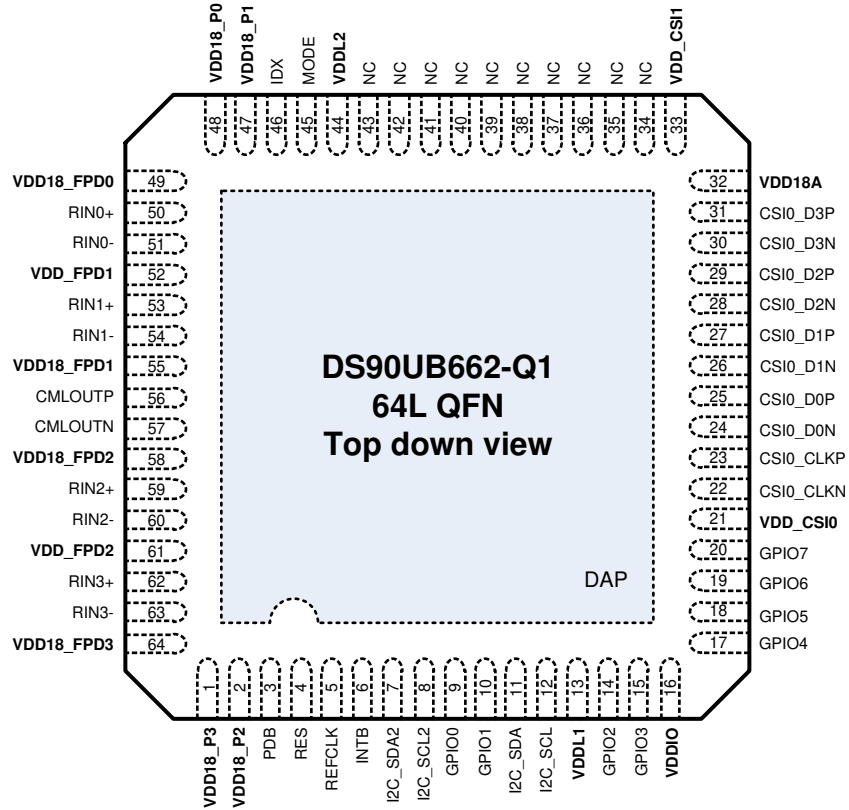 VDD18_P0
VDD18_P1
IDX
MODE
VDDL2
NC
NC
NC
NC
NC
NC
NC
NC
NC
NC
VDD_CSI1
48
47
46
45
44
43
42
41
40
39
38
37
36
35
34
33
VDD18_FPD0 49
RIN0+ 50
RIN0- 51
VDD_FPD1 52
RIN1+ 53
RIN1- 54
VDD18_FPD1 55
CMLOUTP 56
CMLOUTN 57
VDD18_FPD2 58
RIN2+ 59
RIN2- 60
VDD_FPD2 61
RIN3+ 62
RIN3- 63
VDD18_FPD3 64
DS90UB662-Q1
64L QFN
Top down view
DAP
32 VDD18A
31 CSI0_D3P
30 CSI0_D3N
29 CSI0_D2P
28 CSI0_D2N
27 CSI0_D1P
26 CSI0_D1N
25 CSI0_D0P
24 CSI0_D0N
23 CSI0_CLKP
22 CSI0_CLKN
21 VDD_CSI0
20 GPIO7
19 GPIO6
18 GPIO5
17 GPIO4
1
2
3
4
5
6
7
8
9
10
11
12
13
14
15
16
VDD18_P3
VDD18_P2
PDB
RES
REFCLK
INTB
I2C_SDA2
I2C_SCL2
GPIO0
GPIO1
I2C_SDA
I2C_SCL
VDDL1
GPIO2
GPIO3
VDDIO